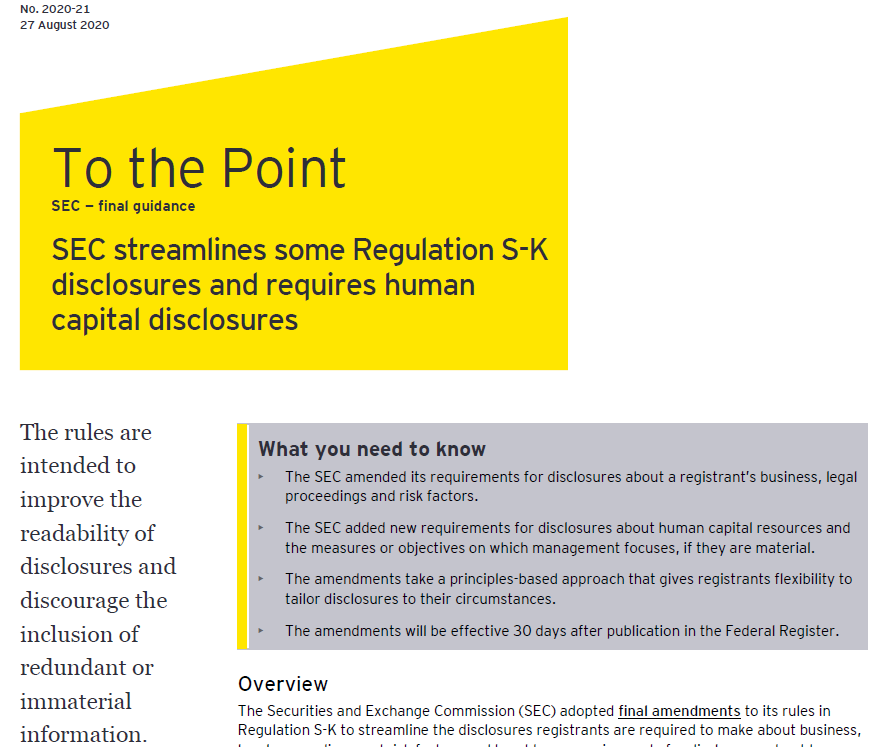 No. 2020-21
27 August 2020
To the Point
SEC — final guidance
SEC streamlines some Regulation S-K
disclosures and requires human
capital disclosures
The rules are
intended to
improve the
readability of
disclosures and
discourage the
inclusion of
redundant or
immaterial
information.
What you need to know
▸ The SEC amended its requirements for disclosures about a registrant's business, legal
proceedings and risk factors.
▸ The SEC added new requirements for disclosures about human capital resources and
the measures or objectives on which management focuses, if they are material.
▸ The amendments take a principles-based approach that gives registrants flexibility to
tailor disclosures to their circumstances.
▸ The amendments will be effective 30 days after publication in the Federal Register.
Overview
The Securities and Exchange Commission (SEC) adopted final amendments to its rules in
Regulation S-K to streamline the disclosures registrants are required to make about business,